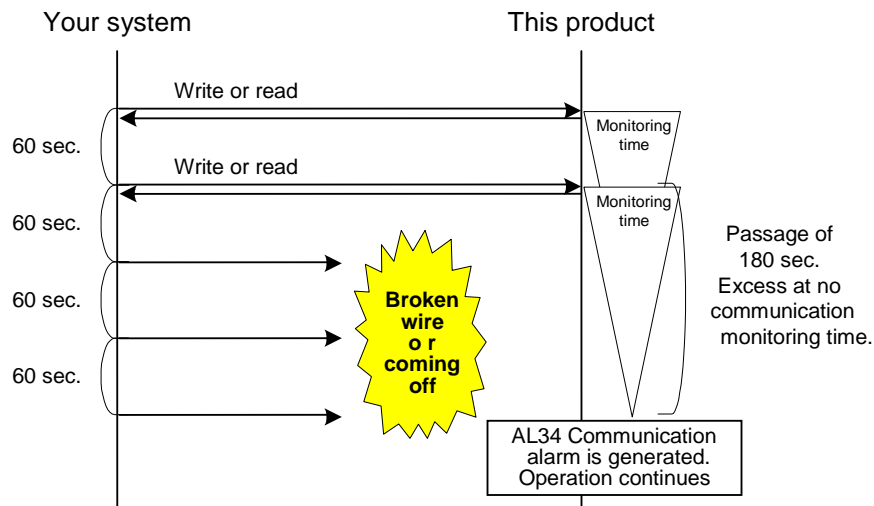 Your system
This product
Write or read
Monitoring
time
60 sec.
Write or read
Monitoring
time
60 sec.
Passage of
180 sec.
Excess at no
communication
monitoring time.
Broken
wire
o r
coming
off
60 sec.
60 sec.
AL34 Communication
alarm is generated.
Operation continues